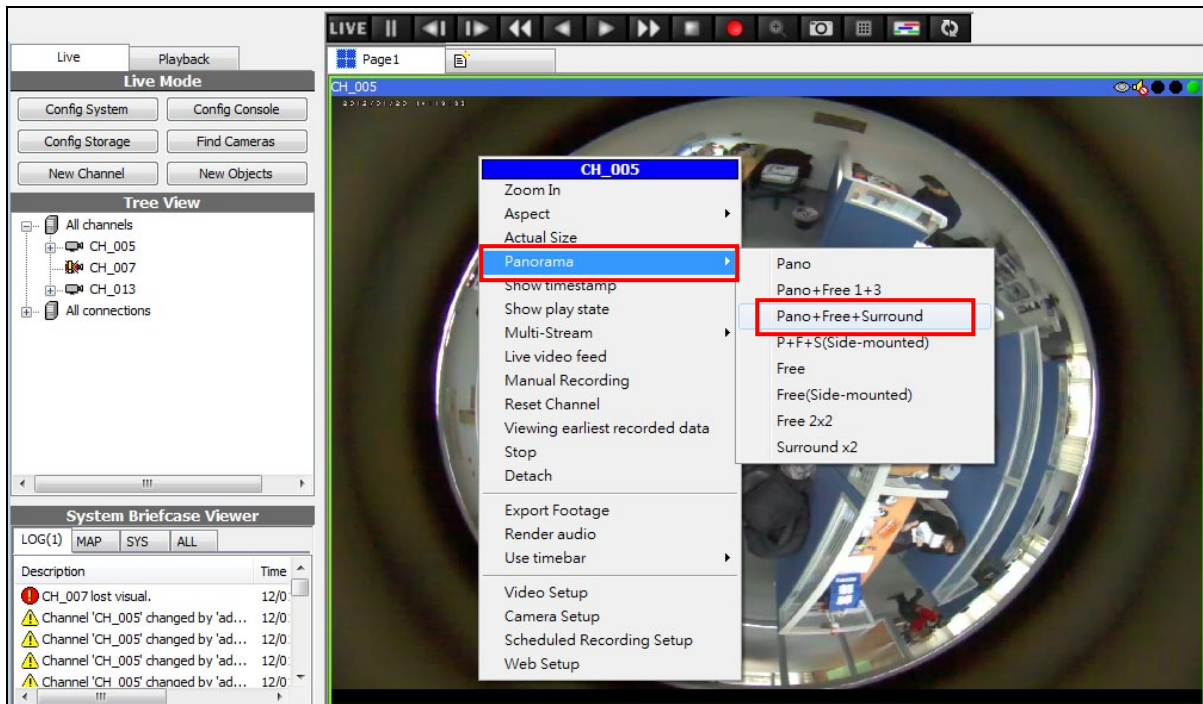 LIVE
Live
Playback
Page1
Live Mode
CH_005
Config System
Config Console
Config Storage
Find Cameras
New Channel
New Objects
Tree View
All channels
CH_005
CH_007
CH_013
All connections
System Briefcase Viewer
LOG(1)
MAP
SYS
ALL
Description
Time
CH_007 lost visual.
12/0
Channel 'CH_005' changed by 'ad...
12/0
Channel 'CH_005' changed by 'ad...
12/0
Channel 'CH_005' changed by 'ad...
12/0
Channel 'CH_005' changed by 'ad...
12/0
CH_005
Zoom In
Aspect
Actual Size
Panorama
Show timestamp
Show play state
Multi-Stream
Live video feed
Manual Recording
Reset Channel
Viewing earliest recorded data
Stop
Detach
Export Footage
Render audio
Use timebar
Video Setup
Camera Setup
Scheduled Recording Setup
Web Setup
Pano
Pano+Free 1+3
Pano+Free+Surround
P+F+S(Side-mounted)
Free
Free(Side-mounted)
Free 2x2
Surround x2